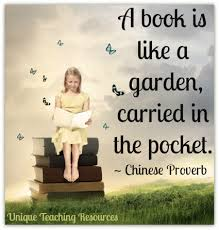 A book is
like a
garden,
carried in
the pocket.
~ Chinese Proverb
Unique Teaching Resources